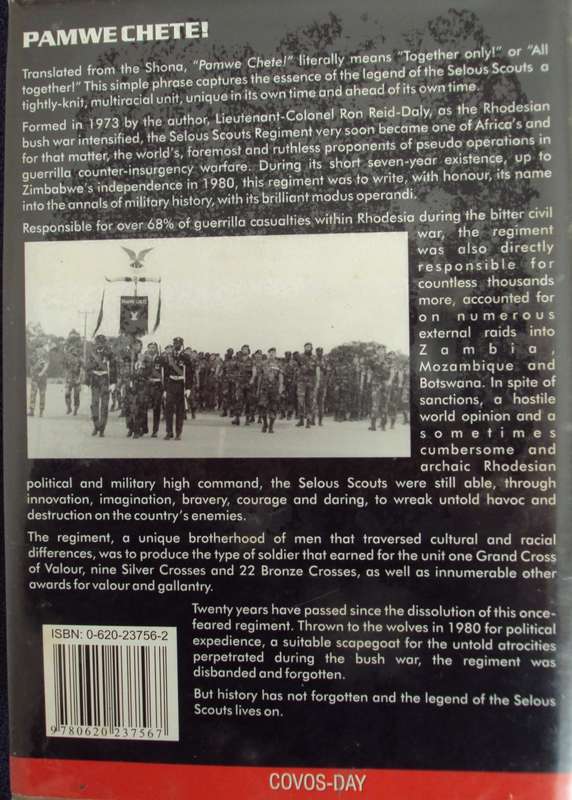 PAMWE CHETE!
Translated from the Shona, "Pamwe Chete!" literally means "Together only!" or "All
together!" This simple phrase captures the essence of the legend of the Selous Scouts a
tightly-knit, multiracial unit, unique in its own time and ahead of its own time.
Formed in 1973 by the author, Lieutenant-Colonel Ron Reid-Daly, as the Rhodesian
bush war intensified, the Selous Scouts Regiment very soon became one of Africa's and
for that matter, the world's, foremost and ruthless proponents of pseudo operations in
guerrilla counter-insurgency warfare. During its short seven-year existence, up to
Zimbabwe's independence in 1980, this regiment was to write, with honour, its name
into the annals of military history, with its brilliant modus operandi.
Responsible for over 68% of guerrilla casualties within Rhodesia during the bitter civil
war, the regiment
was also directly
responsible for
countless thousands
more, accounted for
on numerous
external raids into
Zambia,
Mozambique and
Botswana. In spite of
sanctions, a hostile
world opinion and a
sometimes
cumbersome and
archaic Rhodesian
political and military high command, the Selous Scouts were still able, through
innovation, imagination, bravery, courage and daring, to wreak untold havoc and
destruction on the country's enemies.
The regiment, a unique brotherhood of men that traversed cultural and racial
differences, was to produce the type of soldier that earned for the unit one Grand Cross
of Valour, nine Silver Crosses and 22 Bronze Crosses, as well as innumerable other
awards for valour and gallantry.
Twenty years have passed since the dissolution of this once-
feared regiment. Thrown to the wolves in 1980 for political
expedience, a suitable scapegoat for the untold atrocities
perpetrated during the bush war, the regiment was
disbanded and forgotten.
But history has not forgotten and the legend of the Selous
Scouts lives on.
PAMWE CHETE
ISBN: 0-620-23756-2
9 780620 237567
COVOS-DAY